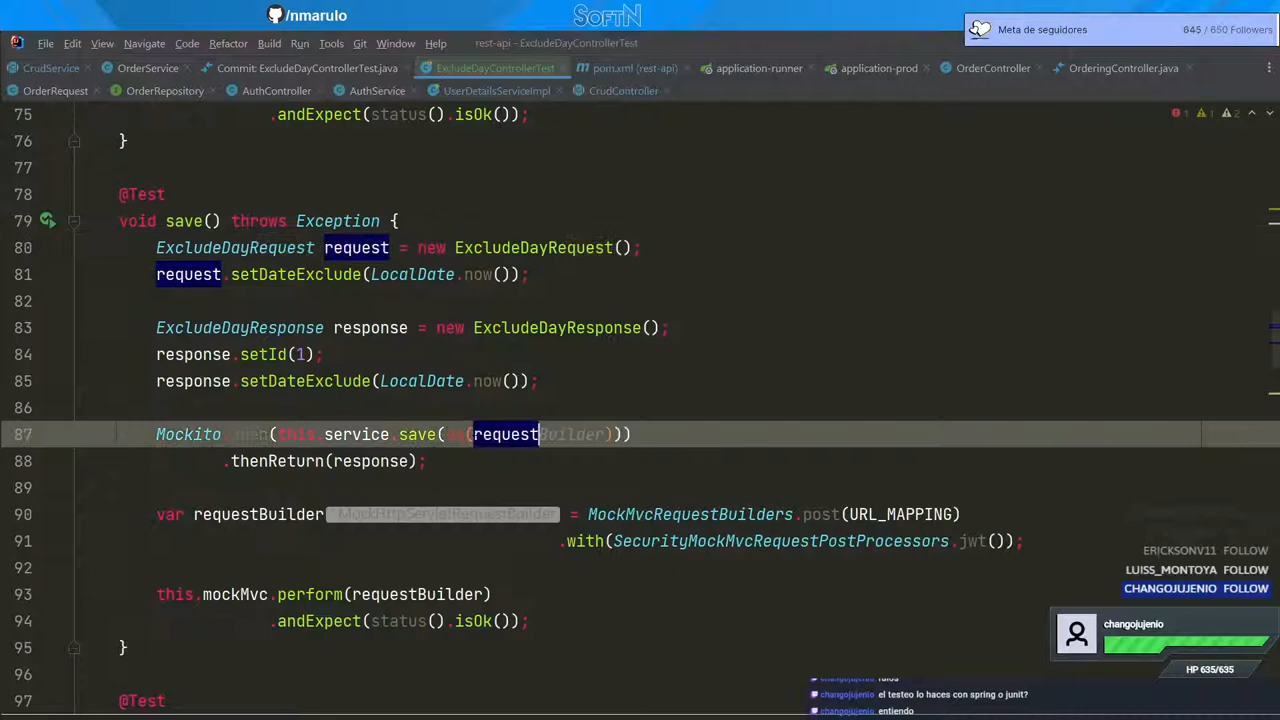 /nmarulo
SOFTN
Meta de seguidores
645 / 650 Followers
File Edit View Navigate Code Refactor Build Run Tools Git Window Help
rest-api - ExcludeDayControllerTest
CrudService OrderService Commit: ExcludeDayControllerTest.java ExcludeDayControllerTest pom.xml (rest-api) application-runner application-prod OrderController OrderingController.java
OrderRequest OrderRepository AuthController AuthService UserDetailsServiceImpl CrudController
1 1 2
75 .andExpect(status().isOk());
76 }
77
78 @Test
79 void save() throws Exception {
80 ExcludeDayRequest request = new ExcludeDayRequest();
81 request.setDateExclude(LocalDate.now());
82
83 ExcludeDayResponse response = new ExcludeDayResponse();
84 response.setId(1);
85 response.setDateExclude(LocalDate.now());
86
87 Mockito (this.service.save( (requestBuilder)))
88 .thenReturn(response);
89
90 var requestBuilder MockHttpServletRequestBuilder = MockMvcRequestBuilders.post(URL_MAPPING)
91 .with(SecurityMockMvcRequestPostProcessors.jwt());
92
93 this.mockMvc.perform(requestBuilder)
94 .andExpect(status().isOk());
95 }
96
97 @Test
ERICKSONV11 FOLLOW
LUISS_MONTOYA FOLLOW
CHANGOJUJENIO FOLLOW
changojujenio
HP 635/635
changojujenio el testeo lo haces con spring o junit?
changojujenio entiendo